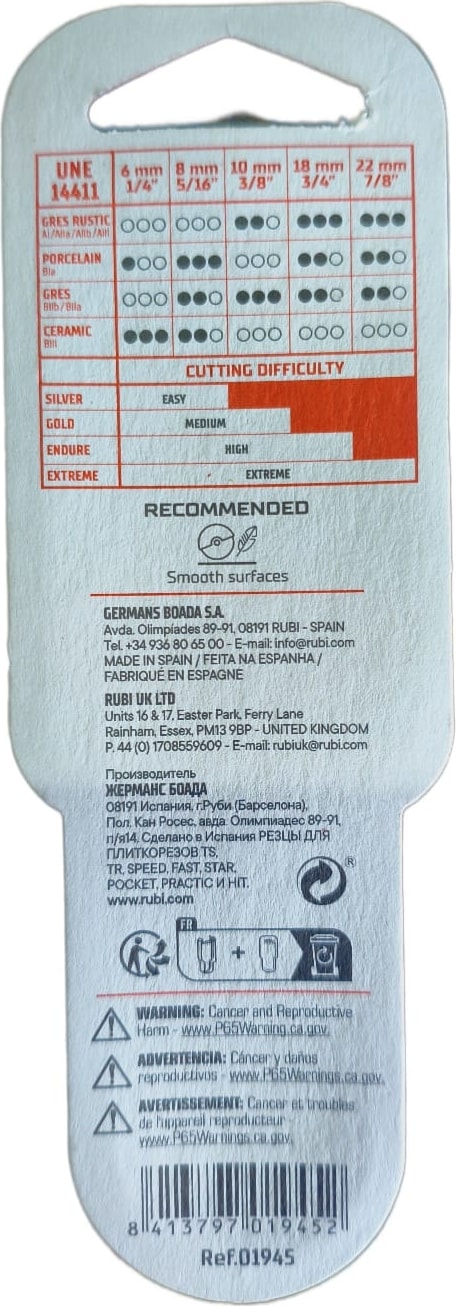 UNE 14411 6 mm 1/4" 8 mm 5/16" 10 mm 3/8" 18 mm 3/4" 22 mm 7/8"
GRES RUSTIC ○○○ ○○○ ●●○ ●●● ●●●
AI/AIIa/AIIb/AIII
PORCELAIN ●○○ ●●● ○○○ ●●○ ●●○
BIa
GRES ○○○ ●●○ ●●● ●●○ ●●○
BIIb/BIIa
CERAMIC ●●● ●●○ ○○○ ○○○ ○○○
BIII
CUTTING DIFFICULTY
SILVER EASY
GOLD MEDIUM
ENDURE HIGH
EXTREME EXTREME
RECOMMENDED
Smooth surfaces
GERMANS BOADA S.A.
Avda. Olimpíades 89-91, 08191 RUBI - SPAIN
Tel. +34 936 80 65 00 - E-mail: info@rubi.com
MADE IN SPAIN / FEITA NA ESPANHA /
FABRIQUÉ EN ESPAGNE
RUBI UK LTD
Units 16 & 17, Easter Park, Ferry Lane
Rainham, Essex, PM13 9BP - UNITED KINGDOM
P. 44 (0) 1708559609 - E-mail: rubiuk@rubi.com
Производитель
ЖЕРМАНС БОАДА
08191 Испания, г.Руби (Барселона),
Пол. Кан Росес, авда. Олимпиадес 89-91,
п/я14, Сделано в Испания РЕЗЦЫ ДЛЯ
ПЛИТКОРЕЗОВ TS,
TR, SPEED, FAST, STAR,
POCKET, PRACTIC И HIT.
www.rubi.com
®
FR
+
WARNING: Cancer and Reproductive
Harm - www.P65Warning.ca.gov.
ADVERTENCIA: Cáncer y daños
reproductivos - www.P65Warnings.ca.gov.
AVERTISSEMENT: Cancer et troubles
de l'appareil reproducteur
www.P65Warnings.ca.gov.
8 413797 019452
Ref.01945